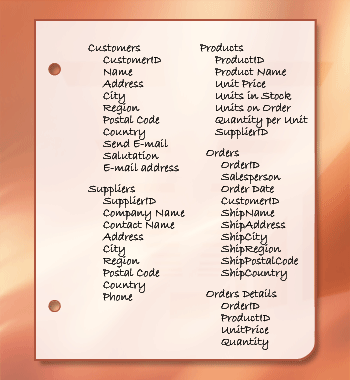 Customers
CustomerID
Name
Address
City
Region
Postal Code
Country
Send E-mail
Salutation
E-mail address
Suppliers
SupplierID
Company Name
Contact Name
Address
City
Region
Postal Code
Country
Phone
Products
ProductID
Product Name
Unit Price
Units in Stock
Units on Order
Quantity per Unit
SupplierID
Orders
OrderID
Salesperson
Order Date
CustomerID
ShipName
ShipAddress
ShipCity
ShipRegion
ShipPostalCode
ShipCountry
Orders Details
OrderID
ProductID
UnitPrice
Quantity